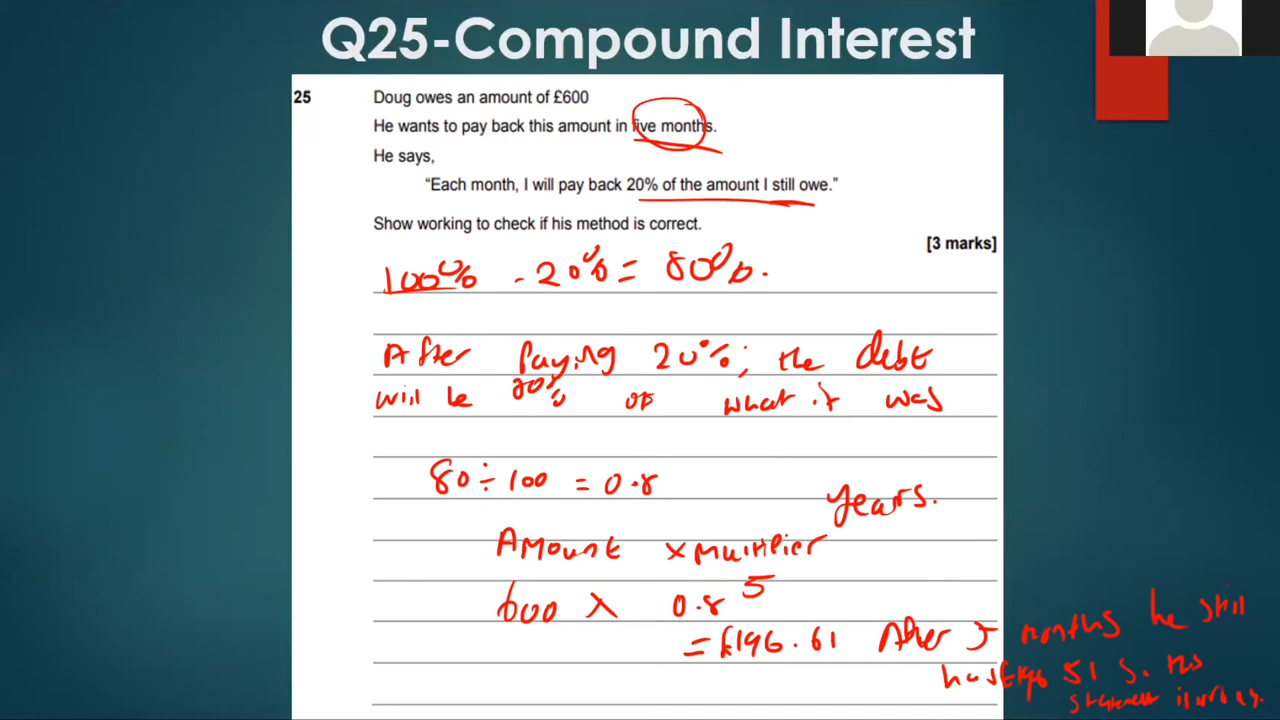 Q25-Compound Interest
25 Doug owes an amount of £600
He wants to pay back this amount in five months.
He says,
“Each month, I will pay back 20% of the amount I still owe.”
Show working to check if his method is correct.
[3 marks]
100% - 20% = 80%.
After Paying 20%; the debt
will be 80% of what it was
80 ÷ 100 = 0.8
years.
Amount × multiplier
600 × 0.8 5
= £196.61 After 5 months he still
has
statement is wrong.